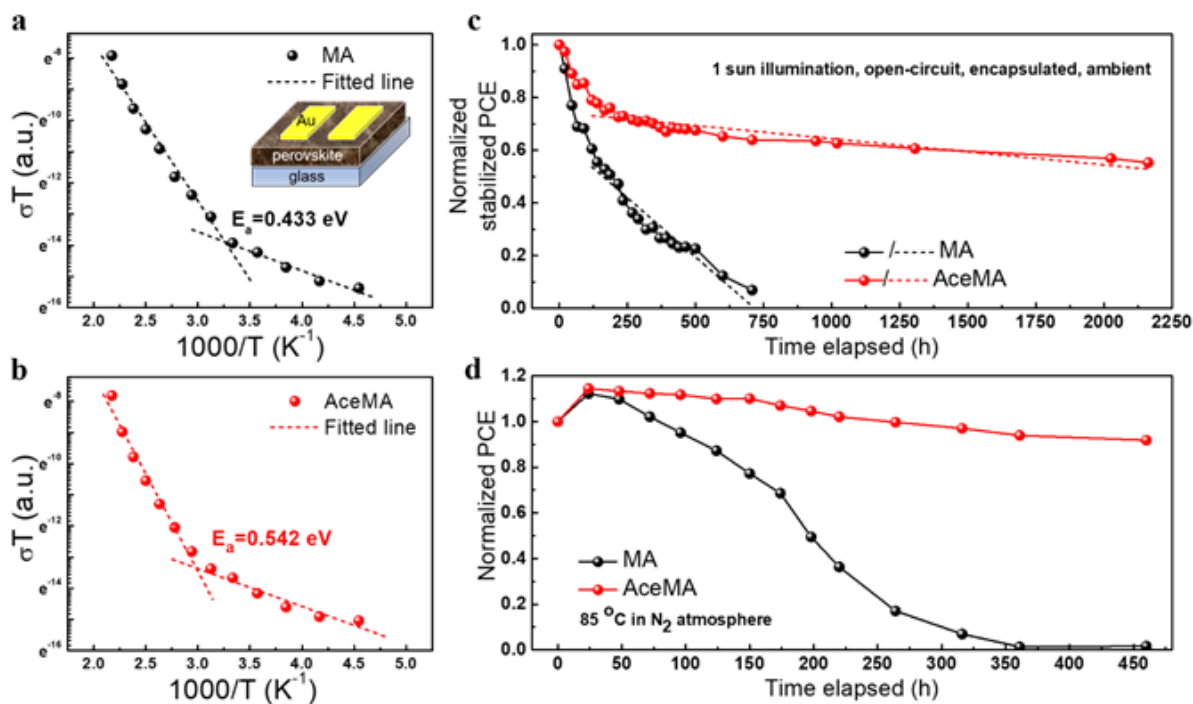 a
e⁻⁸
e⁻¹⁰
e⁻¹²
e⁻¹⁴
e⁻¹⁶
σT (a.u.)
MA
Fitted line
Au
perovskite
glass
Eₐ=0.433 eV
2.0 2.5 3.0 3.5 4.0 4.5 5.0
1000/T (K⁻¹)
b
e⁻⁸
e⁻¹⁰
e⁻¹²
e⁻¹⁴
e⁻¹⁶
σT (a.u.)
AceMA
Fitted line
Eₐ=0.542 eV
2.0 2.5 3.0 3.5 4.0 4.5 5.0
1000/T (K⁻¹)
c
1.0
0.8
0.6
0.4
0.2
0.0
Normalized
stabilized PCE
1 sun illumination, open-circuit, encapsulated, ambient
MA
AceMA
0 250 500 750 1000 1250 1500 1750 2000 2250
Time elapsed (h)
d
1.2
1.0
0.8
0.6
0.4
0.2
0.0
Normalized PCE
MA
AceMA
85 °C in N₂ atmosphere
0 50 100 150 200 250 300 350 400 450
Time elapsed (h)